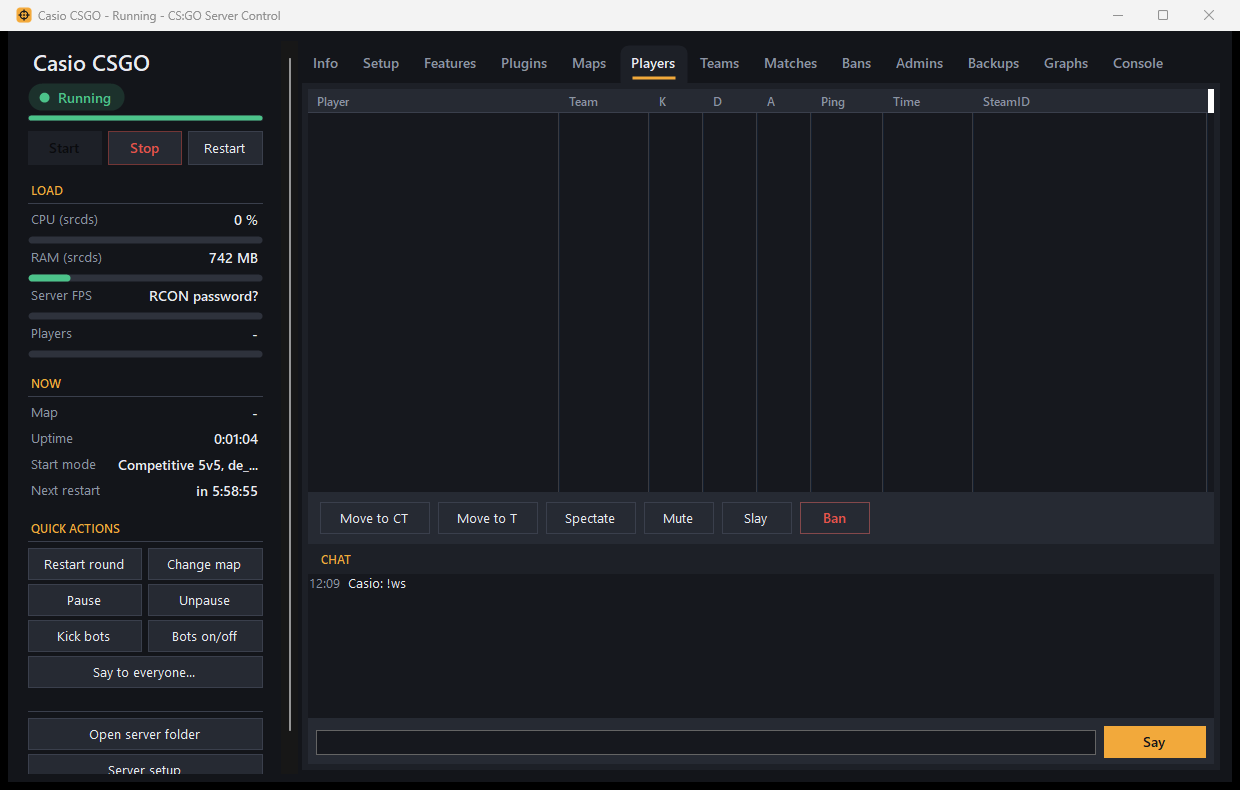 Casio CSGO - Running - CS:GO Server Control
Casio CSGO
Running
Start Stop Restart
LOAD
CPU (srcds) 0 %
RAM (srcds) 742 MB
Server FPS RCON password?
Players -
NOW
Map -
Uptime 0:01:04
Start mode Competitive 5v5, de_...
Next restart in 5:58:55
QUICK ACTIONS
Restart round Change map
Pause Unpause
Kick bots Bots on/off
Say to everyone...
Open server folder
Server setup
Info Setup Features Plugins Maps Players Teams Matches Bans Admins Backups Graphs Console
Player Team K D A Ping Time SteamID
Move to CT Move to T Spectate Mute Slay Ban
CHAT
12:09 Casio: !ws
Say